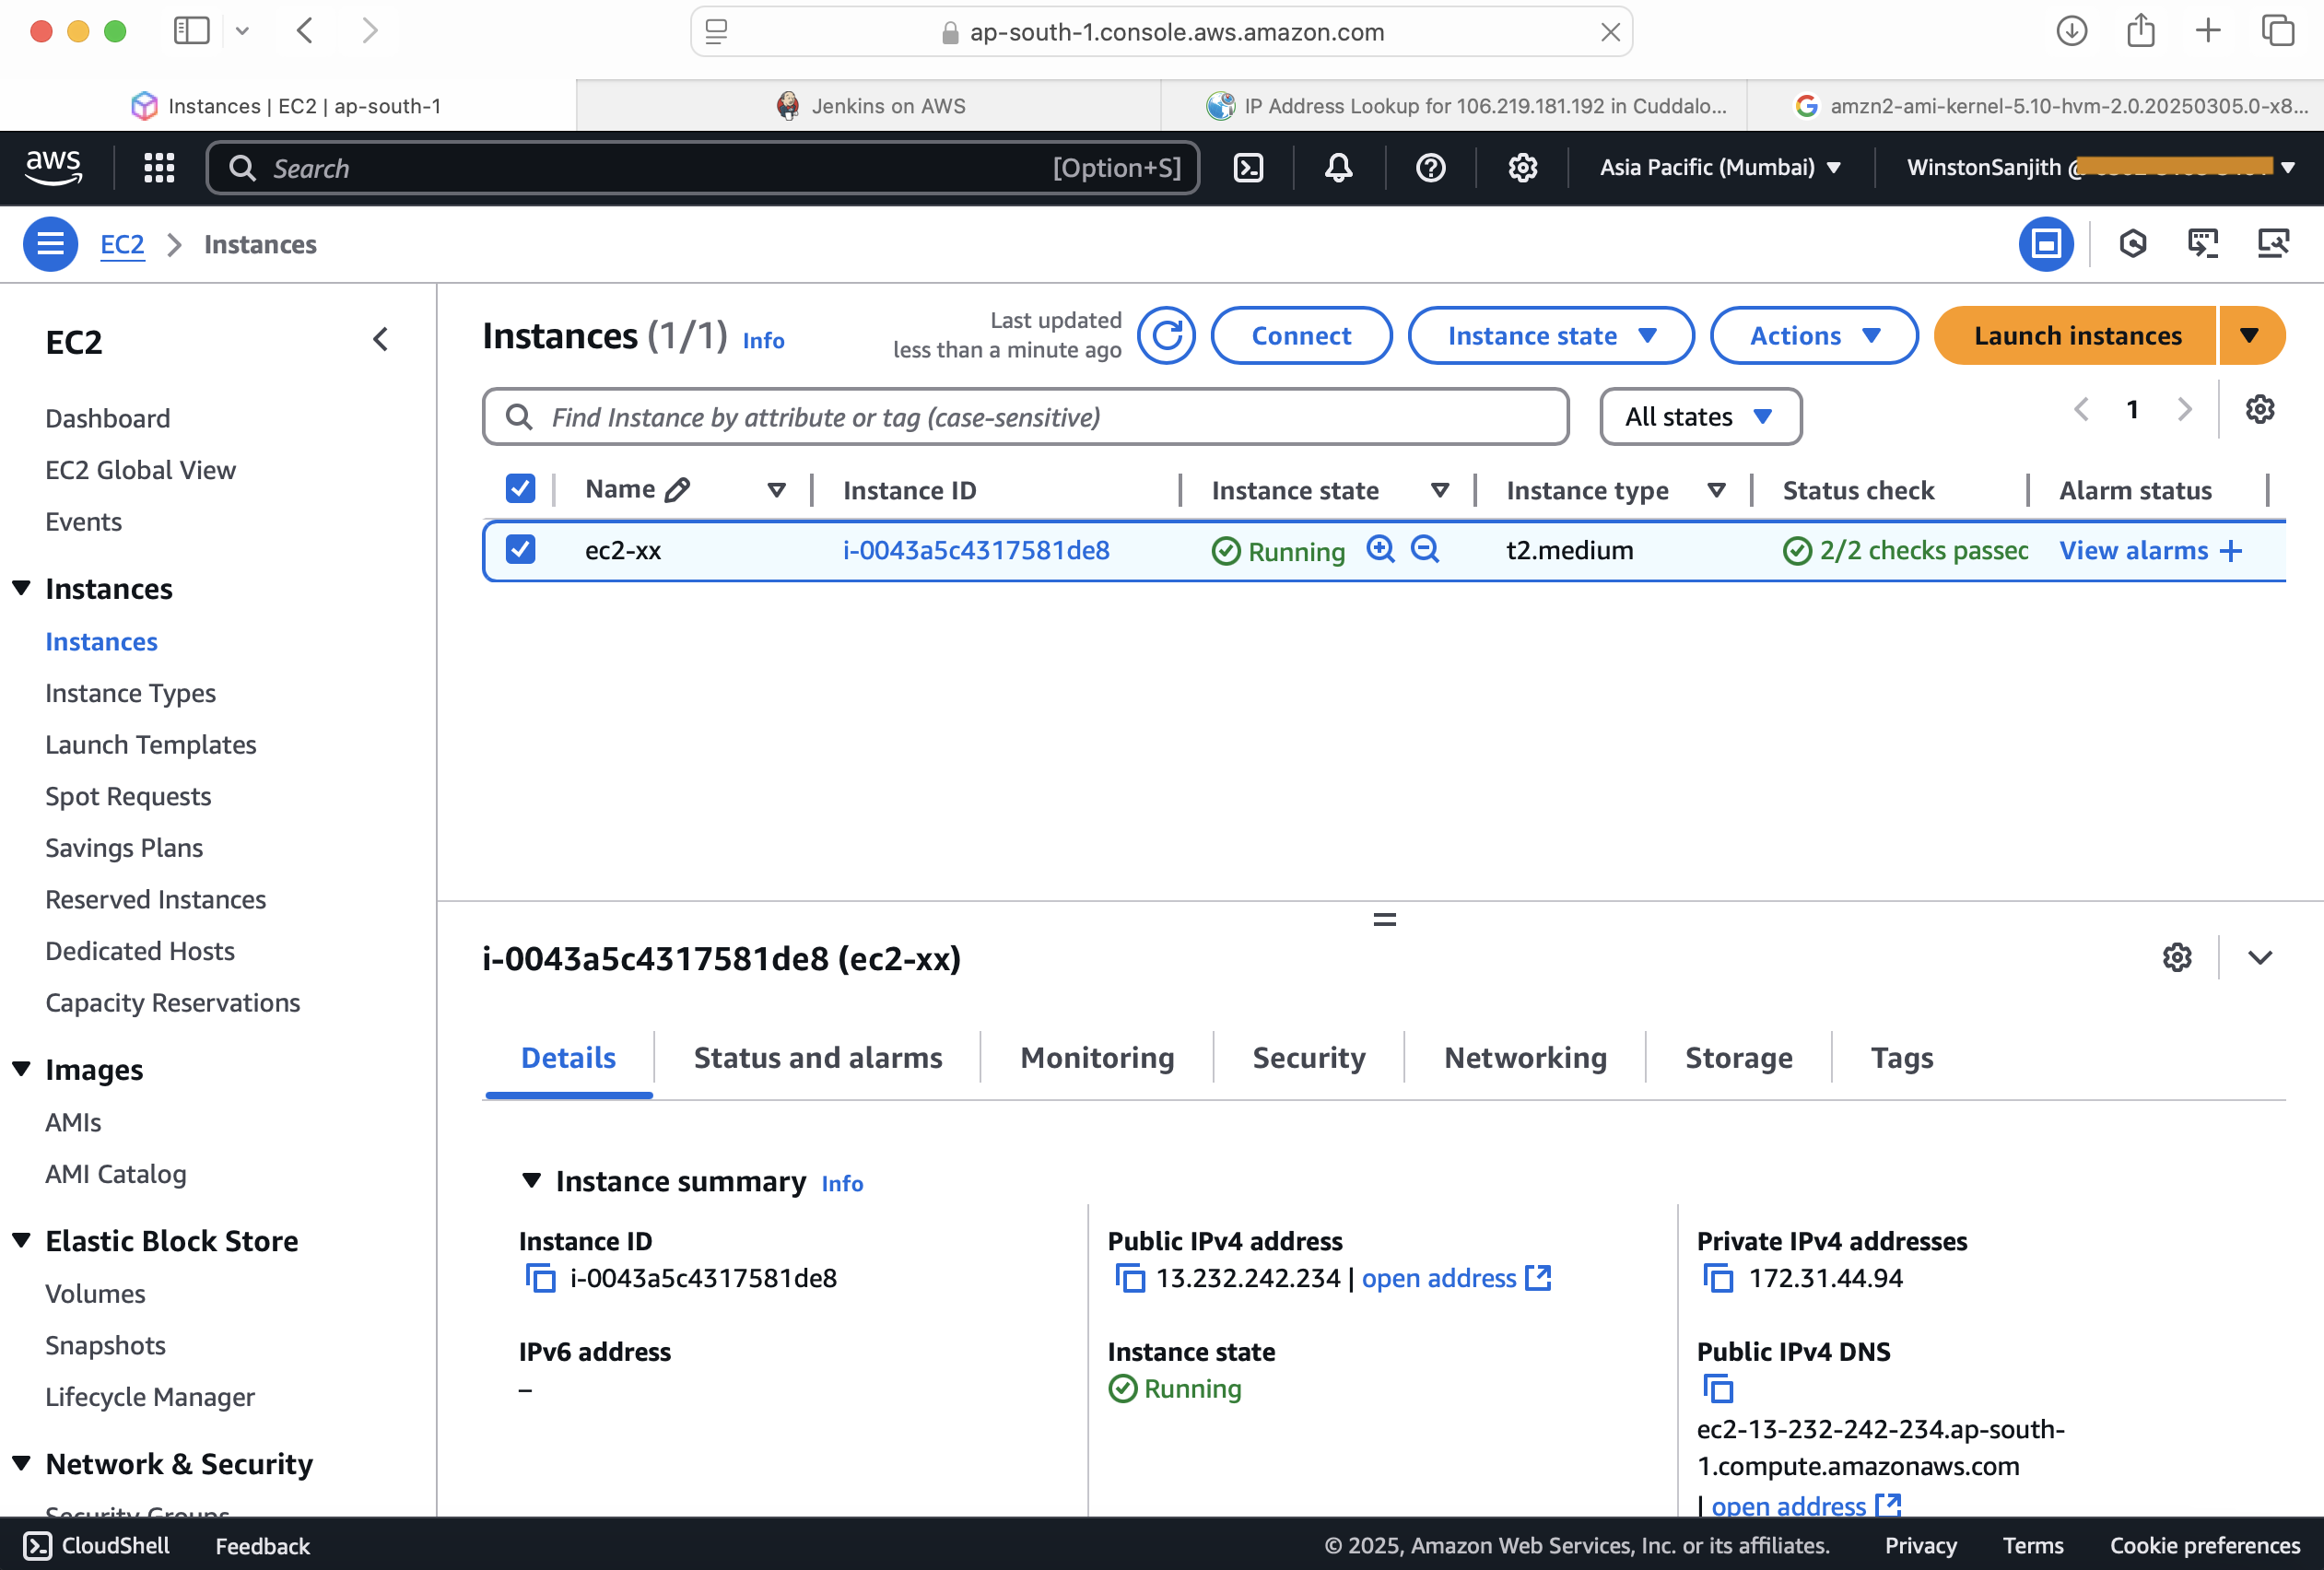 ap-south-1.console.aws.amazon.com
Instances | EC2 | ap-south-1
Jenkins on AWS
IP Address Lookup for 106.219.181.192 in Cuddalo...
amzn2-ami-kernel-5.10-hvm-2.0.20250305.0-x8...
aws
Search
[Option+S]
Asia Pacific (Mumbai)
WinstonSanjith @
EC2
Instances
EC2
Dashboard
EC2 Global View
Events
Instances
Instances
Instance Types
Launch Templates
Spot Requests
Savings Plans
Reserved Instances
Dedicated Hosts
Capacity Reservations
Images
AMIs
AMI Catalog
Elastic Block Store
Volumes
Snapshots
Lifecycle Manager
Network & Security
Security Groups
Instances (1/1) Info
Last updated
less than a minute ago
Connect
Instance state
Actions
Launch instances
Find Instance by attribute or tag (case-sensitive)
All states
1
Name
Instance ID
Instance state
Instance type
Status check
Alarm status
ec2-xx
i-0043a5c4317581de8
Running
t2.medium
2/2 checks passec
View alarms +
i-0043a5c4317581de8 (ec2-xx)
Details
Status and alarms
Monitoring
Security
Networking
Storage
Tags
Instance summary Info
Instance ID
i-0043a5c4317581de8
Public IPv4 address
13.232.242.234 | open address
Private IPv4 addresses
172.31.44.94
IPv6 address
–
Instance state
Running
Public IPv4 DNS
ec2-13-232-242-234.ap-south-
1.compute.amazonaws.com
| open address
CloudShell
Feedback
© 2025, Amazon Web Services, Inc. or its affiliates.
Privacy
Terms
Cookie preferences